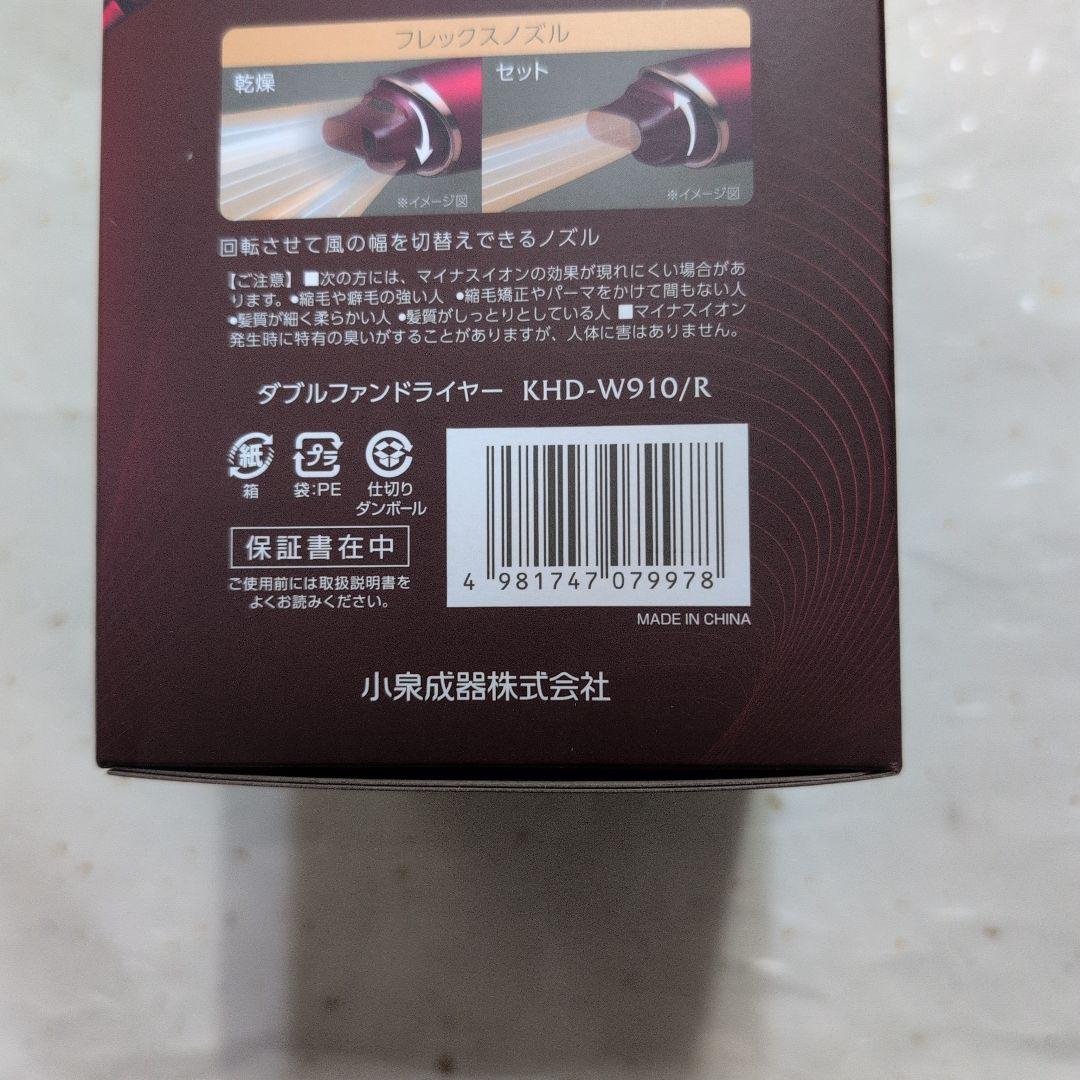 フレックスノズル
乾燥
セット
※イメージ図
※イメージ図
回転させて風の幅を切替えできるノズル
【ご注意】■次の方には、マイナスイオンの効果が現れにくい場合があ
ります。●縮毛や癖毛の強い人 ●縮毛矯正やパーマをかけて間もない人
●髪質が細く柔らかい人 ●髪質がしっとりとしている人 ■マイナスイオン
発生時に特有の臭いがすることがありますが、人体に害はありません。
ダブルファンドライヤー KHD-W910/R
紙
箱
プラ
袋:PE
仕切り
ダンボール
保証書在中
ご使用前には取扱説明書を
よくお読みください。
4 981747 079978
MADE IN CHINA
小泉成器株式会社